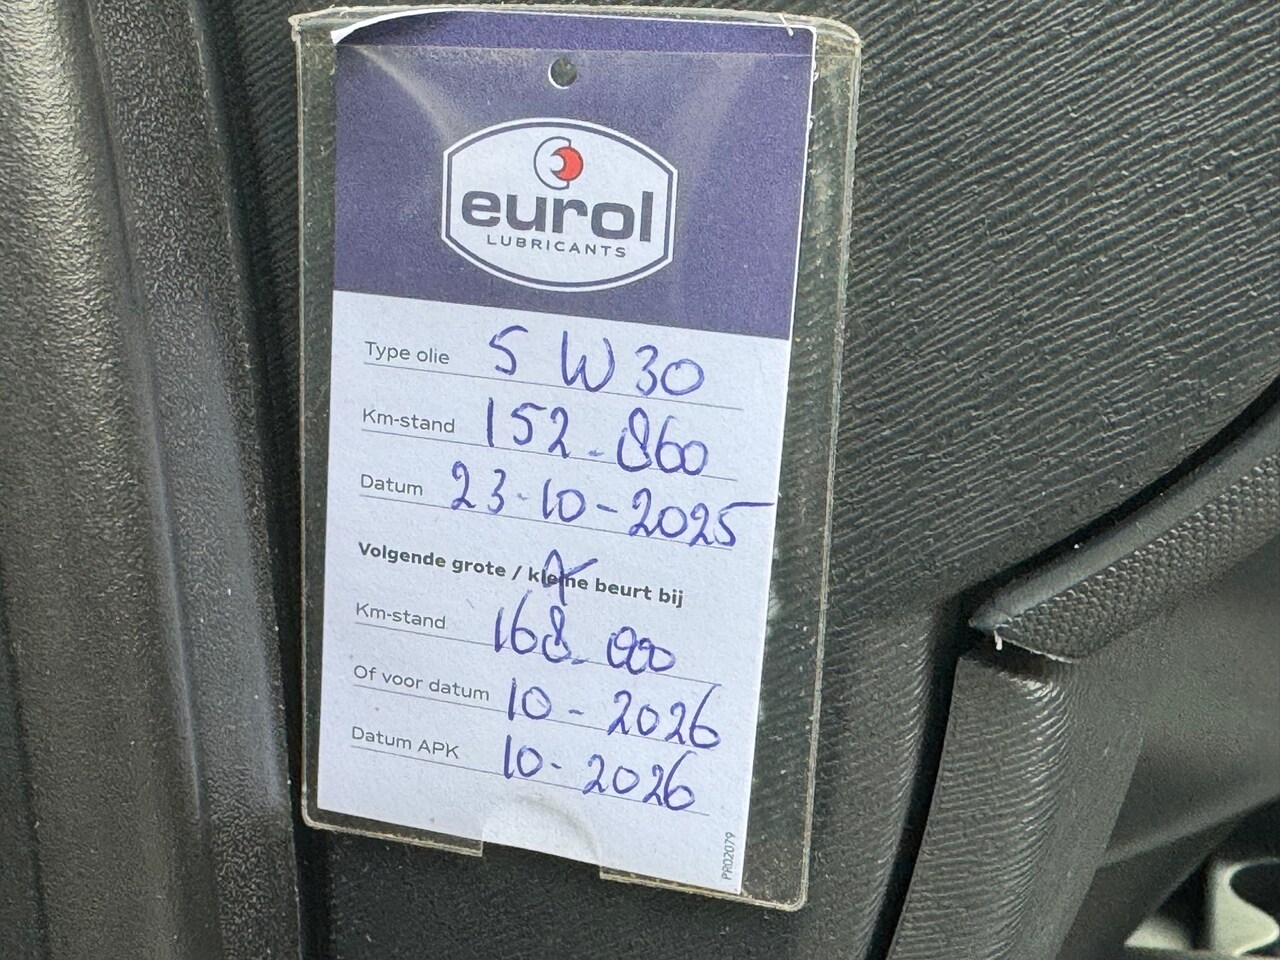 eurol
LUBRICANTS
Type olie 5 W 30
Km-stand 152-860
Datum 23-10-2025
Volgende grote / kleine beurt bij
Km-stand 168-000
Of voor datum 10-2026
Datum APK 10-2026
PR02079